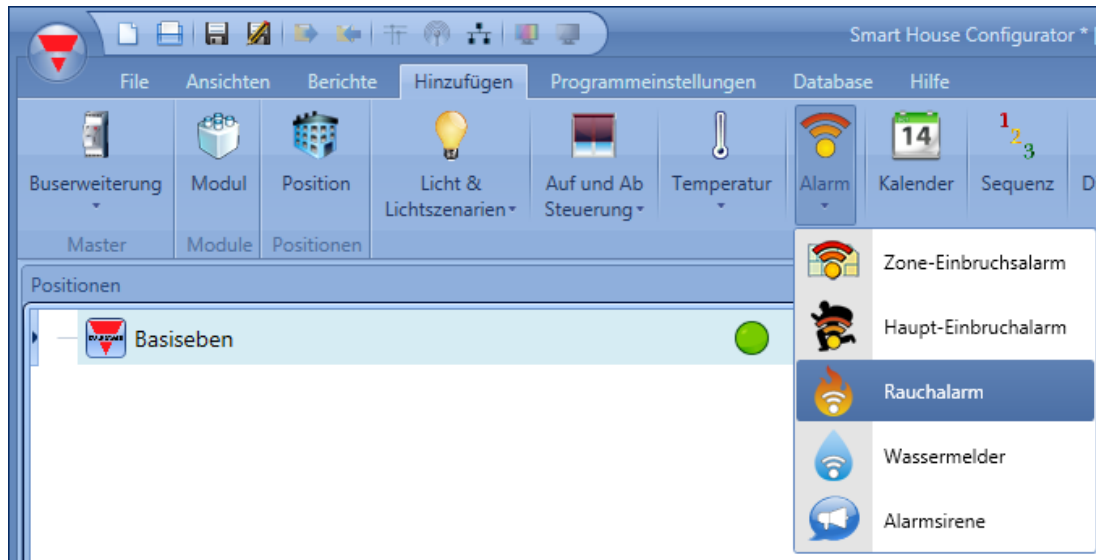 Smart House Configurator *
File Ansichten Berichte Hinzufügen Programmeinstellungen Database Hilfe
14 1 2 3
Buserweiterung Modul Position Licht & Auf und Ab Temperatur Alarm Kalender Sequenz D
Lichtszenarien Steuerung
Master Module Positionen
Positionen
Zone-Einbruchsalarm
Haupt-Einbruchalarm
Basiseben
Rauchalarm
Wassermelder
Alarmsirene